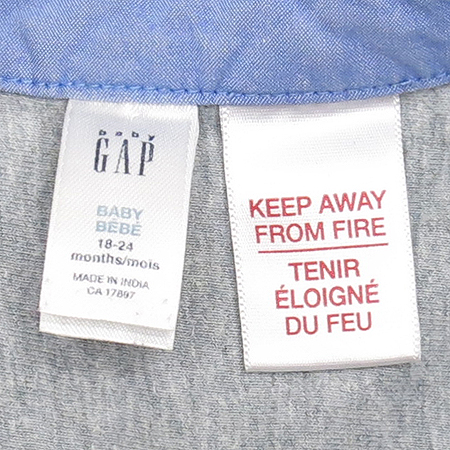 baby
GAP
BABY
BÉBÉ
18-24
months/mois
MADE IN INDIA
CA 17897
KEEP AWAY
FROM FIRE
TENIR
ÉLOIGNÉ
DU FEU